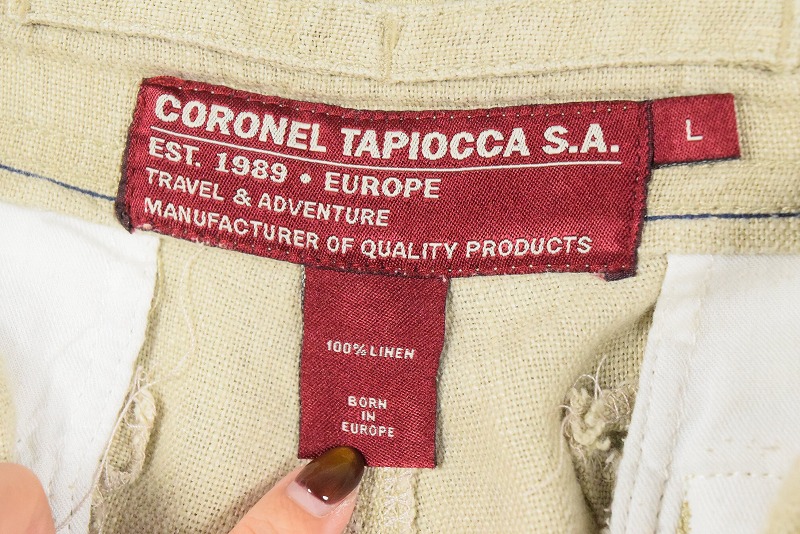 CORONEL TAPIOCCA S.A.
L
EST. 1989 • EUROPE
TRAVEL & ADVENTURE
MANUFACTURER OF QUALITY PRODUCTS
100% LINEN
BORN
IN
EUROPE